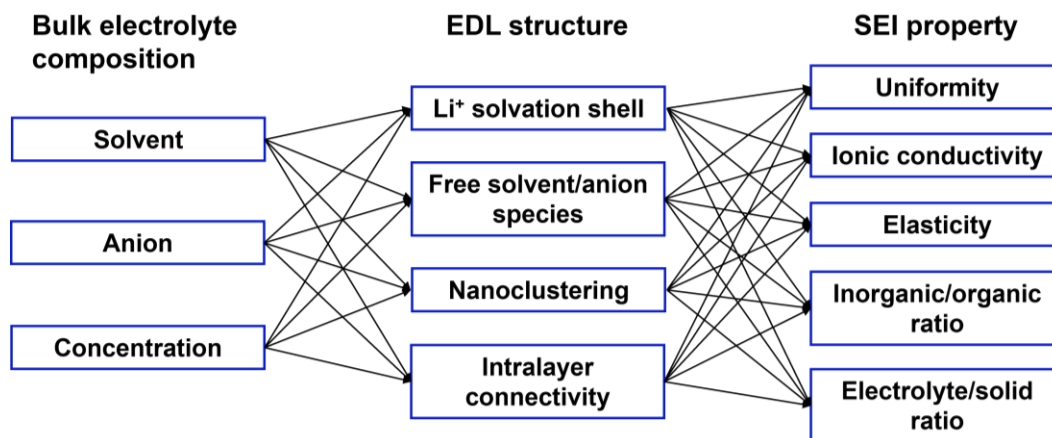 Bulk electrolyte
composition
Solvent
Anion
Concentration
EDL structure
Li⁺ solvation shell
Free solvent/anion
species
Nanoclustering
Intralayer
connectivity
SEI property
Uniformity
Ionic conductivity
Elasticity
Inorganic/organic
ratio
Electrolyte/solid
ratio